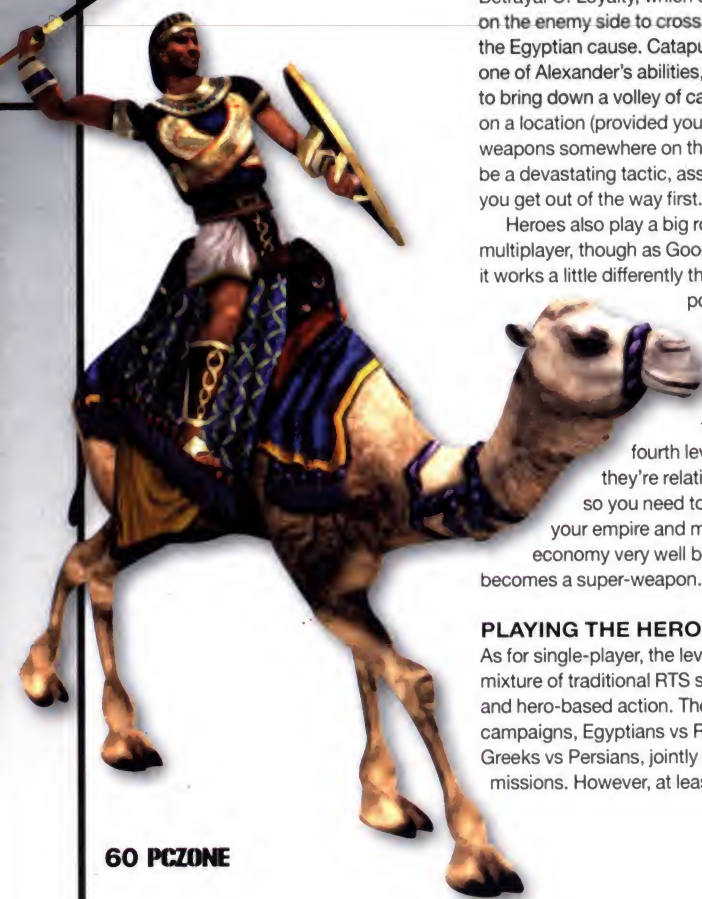 on the enemy side to cross
the Egyptian cause. Catapu
one of Alexander's abilities,
to bring down a volley of ca
on a location (provided you
weapons somewhere on th
be a devastating tactic, ass
you get out of the way first.
Heroes also play a big ro
multiplayer, though as Goo
it works a little differently th
po
fourth lev
they're relati
so you need to
your empire and m
economy very well b
becomes a super-weapon.
PLAYING THE HERO
As for single-player, the lev
mixture of traditional RTS s
and hero-based action. The
campaigns, Egyptians vs R
Greeks vs Persians, jointly
missions. However, at leas
60 PCZONE